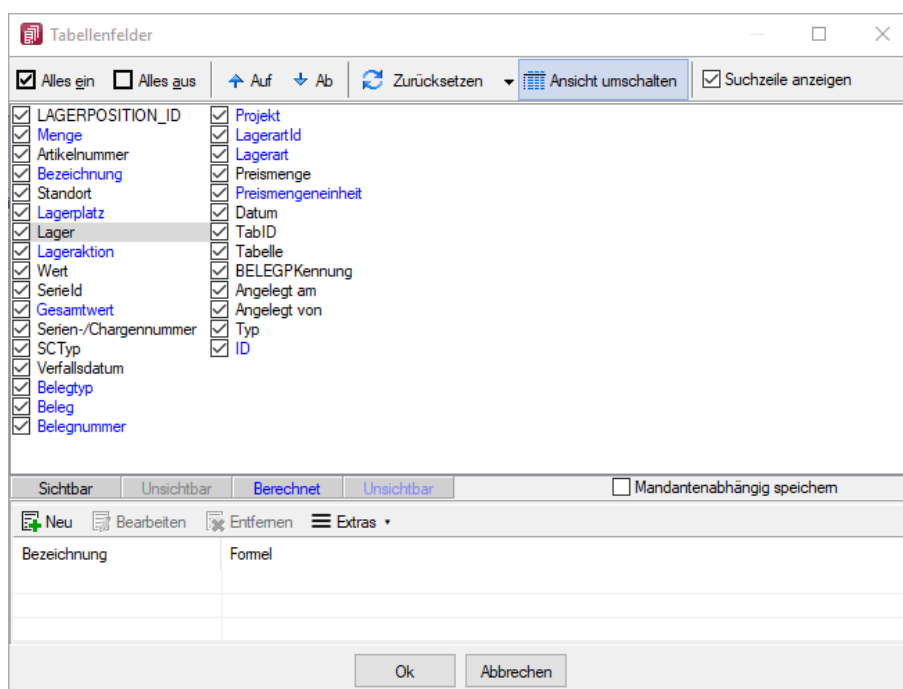 Tabellenfelder
Alles ein Alles aus Auf Ab Zurücksetzen Ansicht umschalten Suchzeile anzeigen
LAGERPOSITION_ID
Menge
Artikelnummer
Bezeichnung
Standort
Lagerplatz
Lager
Lageraktion
Wert
SerieId
Gesamtwert
Serien-/Chargennummer
SCTyp
Verfallsdatum
Belegtyp
Beleg
Belegnummer
Projekt
LagerartId
Lagerart
Preismenge
Preismengeneinheit
Datum
TabID
Tabelle
BELEGPKennung
Angelegt am
Angelegt von
Typ
ID
Sichtbar Unsichtbar Berechnet Unsichtbar Mandantenabhängig speichern
Neu Bearbeiten Entfernen Extras
Bezeichnung Formel
Ok Abbrechen